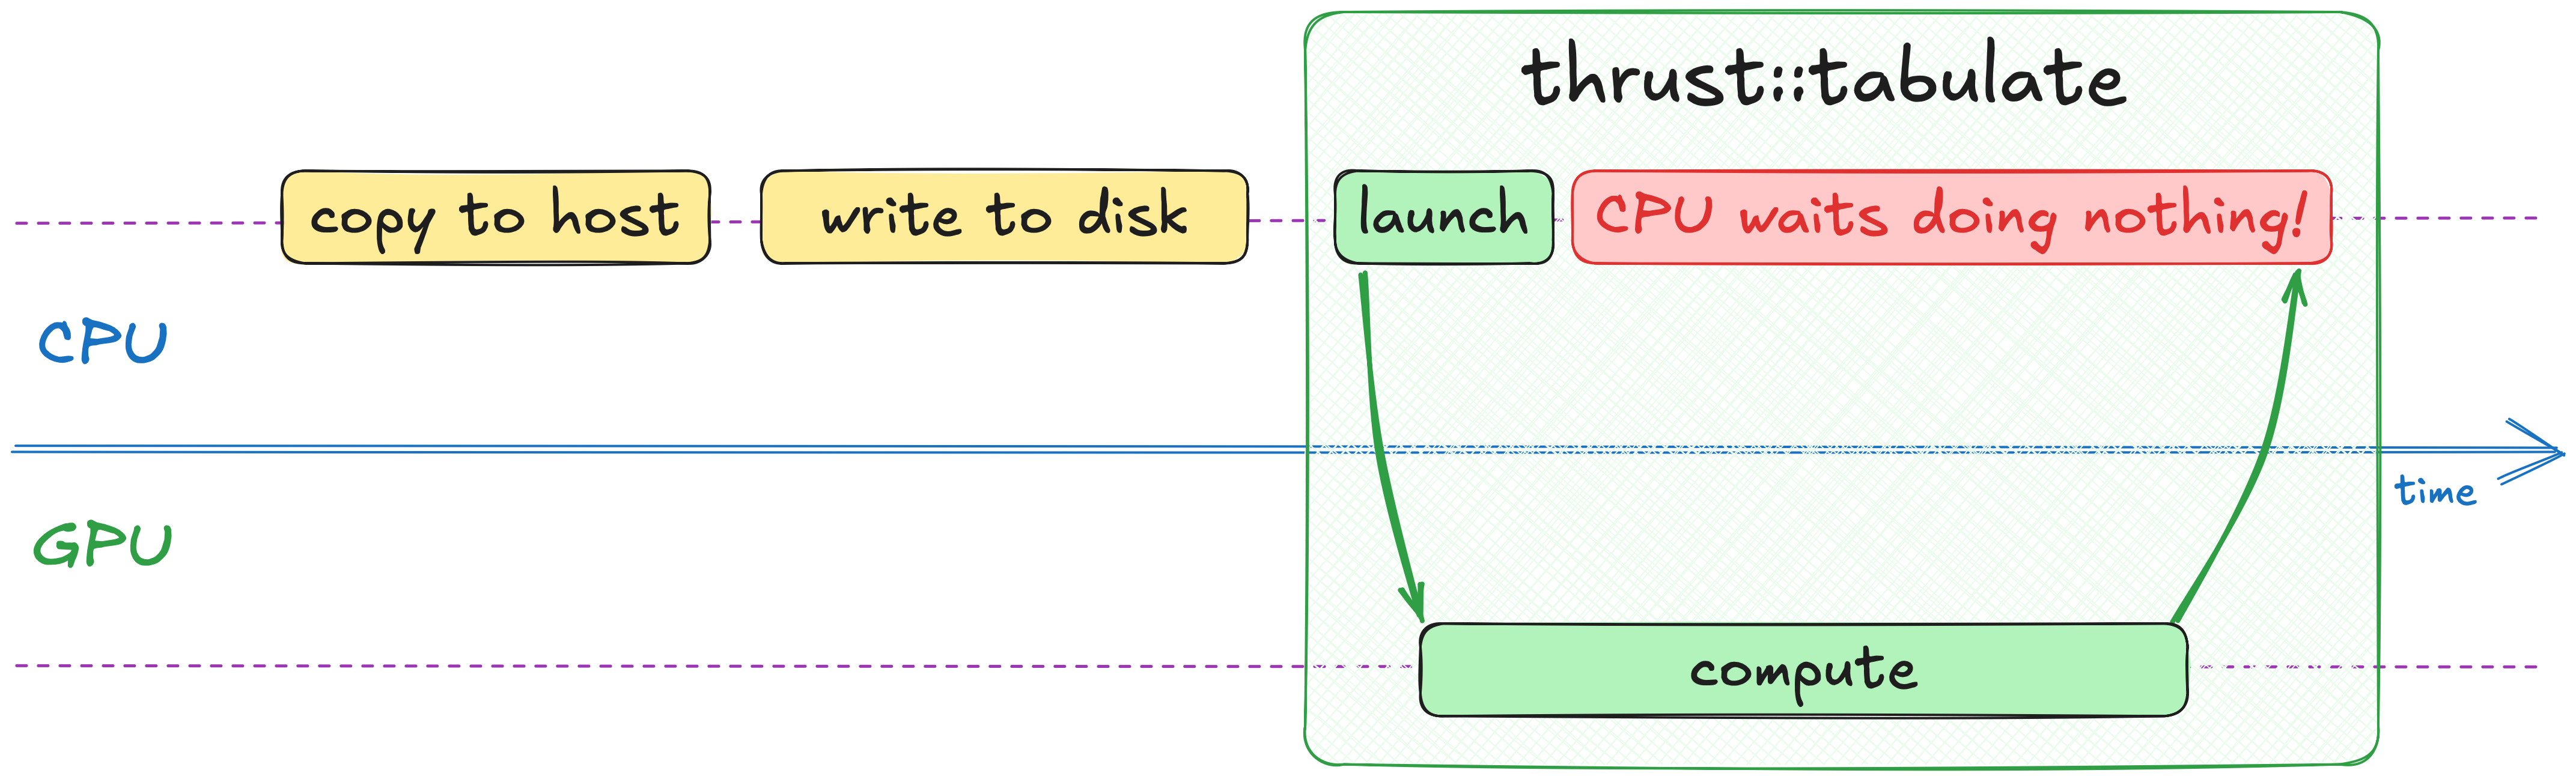 thrust::tabulate
copy to host
write to disk
launch
CPU waits doing nothing!
CPU
time
GPU
compute